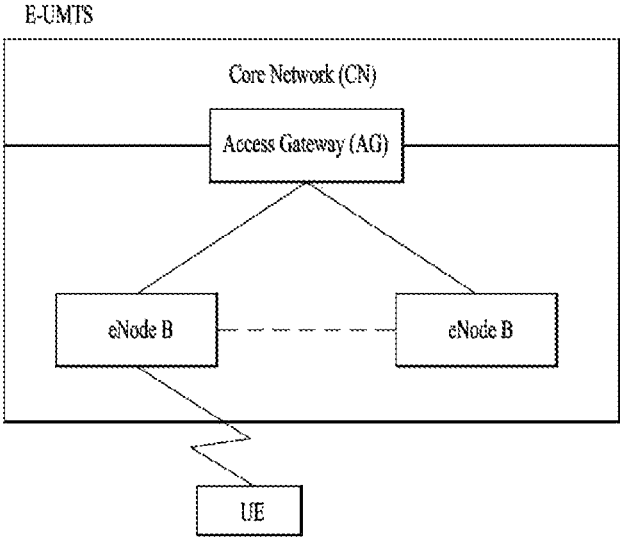 E-UMTS
Core Network (CN)
Access Gateway (AG)
eNode B
eNode B
UE